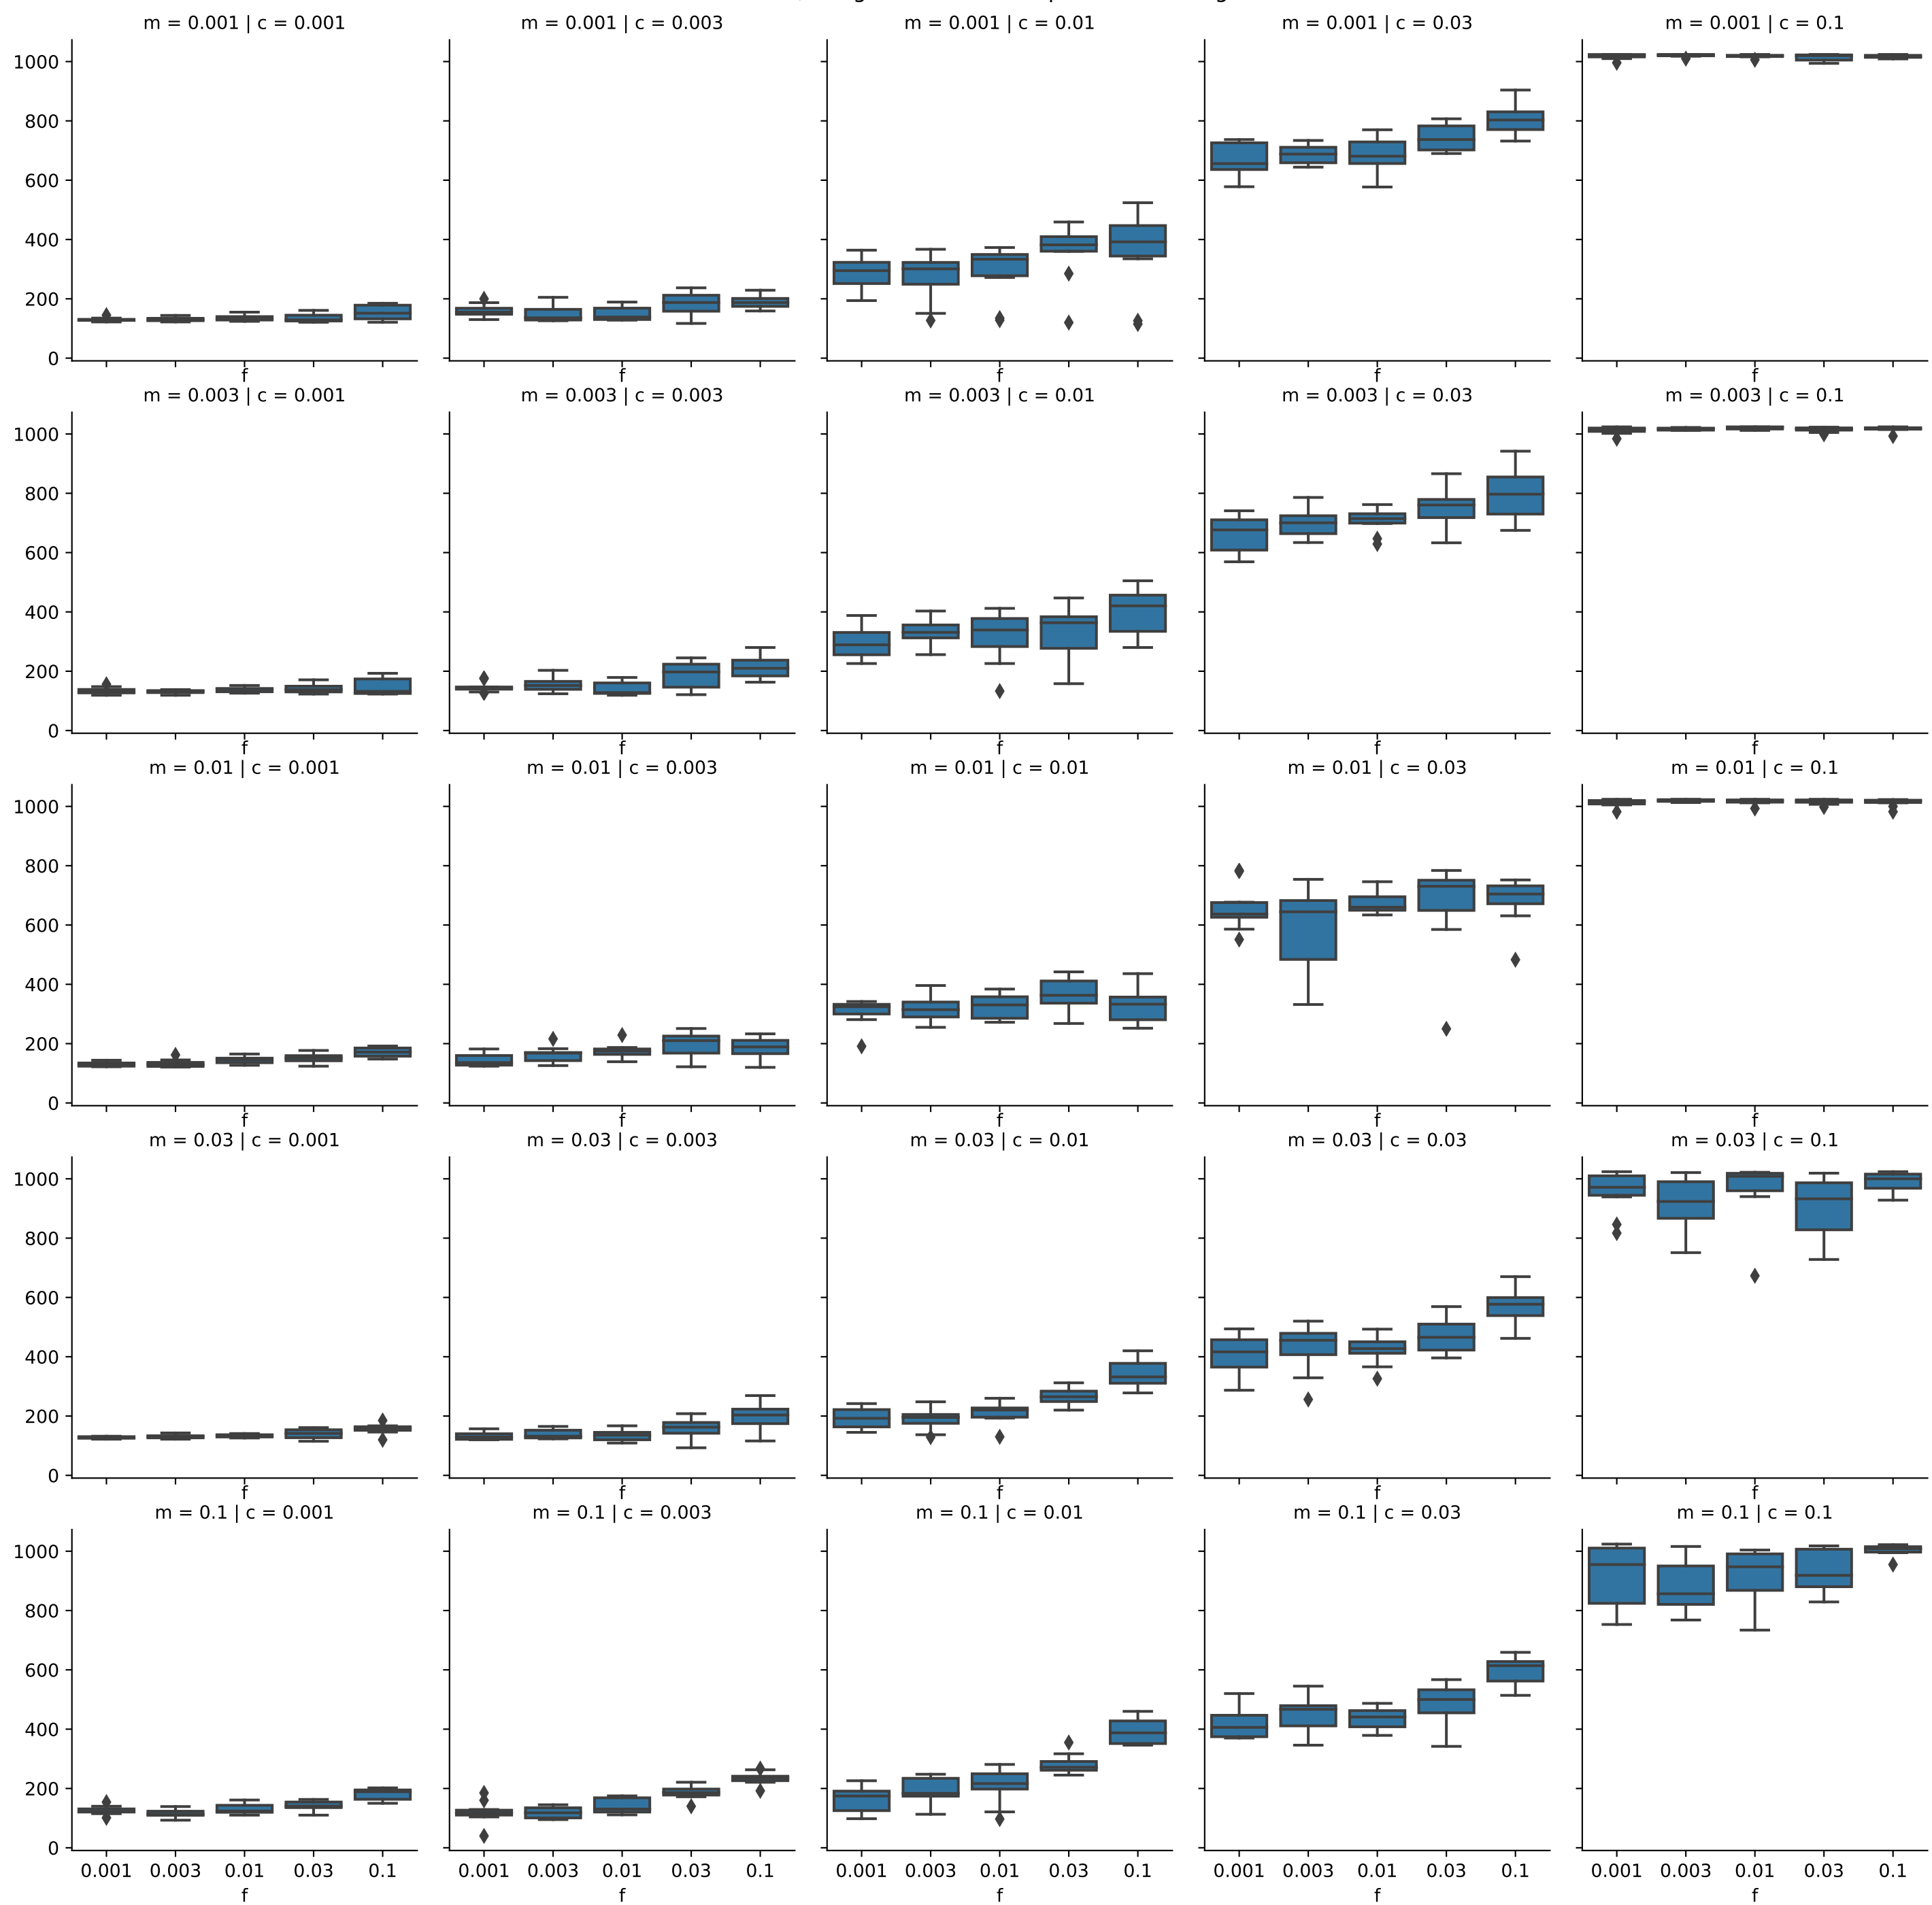 m = 0.001 | c = 0.001 m = 0.001 | c = 0.003 m = 0.001 | c = 0.01 m = 0.001 | c = 0.03 m = 0.001 | c = 0.1
1000
800
600
400
200
0
f f f f f
m = 0.003 | c = 0.001 m = 0.003 | c = 0.003 m = 0.003 | c = 0.01 m = 0.003 | c = 0.03 m = 0.003 | c = 0.1
1000
800
600
400
200
0
f f f f f
m = 0.01 | c = 0.001 m = 0.01 | c = 0.003 m = 0.01 | c = 0.01 m = 0.01 | c = 0.03 m = 0.01 | c = 0.1
1000
800
600
400
200
0
f f f f f
m = 0.03 | c = 0.001 m = 0.03 | c = 0.003 m = 0.03 | c = 0.01 m = 0.03 | c = 0.03 m = 0.03 | c = 0.1
1000
800
600
400
200
0
f f f f f
m = 0.1 | c = 0.001 m = 0.1 | c = 0.003 m = 0.1 | c = 0.01 m = 0.1 | c = 0.03 m = 0.1 | c = 0.1
1000
800
600
400
200
0
0.001 0.003 0.01 0.03 0.1 0.001 0.003 0.01 0.03 0.1 0.001 0.003 0.01 0.03 0.1 0.001 0.003 0.01 0.03 0.1 0.001 0.003 0.01 0.03 0.1
f f f f f